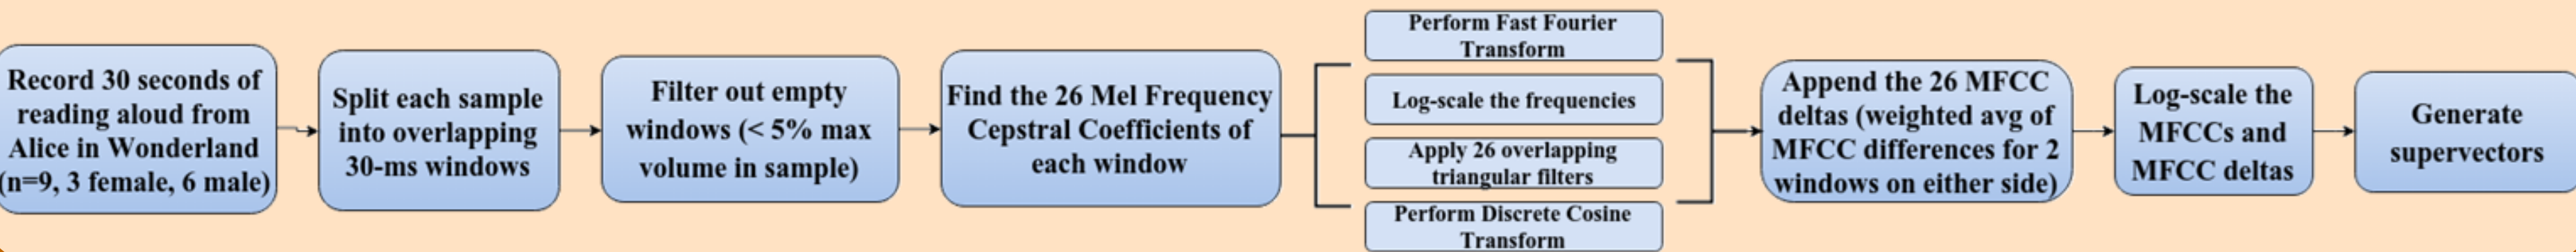 Record 30 seconds of
reading aloud from
Alice in Wonderland
(n=9, 3 female, 6 male)
Split each sample
into overlapping
30-ms windows
Filter out empty
windows (< 5% max
volume in sample)
Find the 26 Mel Frequency
Cepstral Coefficients of
each window
Perform Fast Fourier
Transform
Log-scale the frequencies
Apply 26 overlapping
triangular filters
Perform Discrete Cosine
Transform
Append the 26 MFCC
deltas (weighted avg of
MFCC differences for 2
windows on either side)
Log-scale the
MFCCs and
MFCC deltas
Generate
supervectors